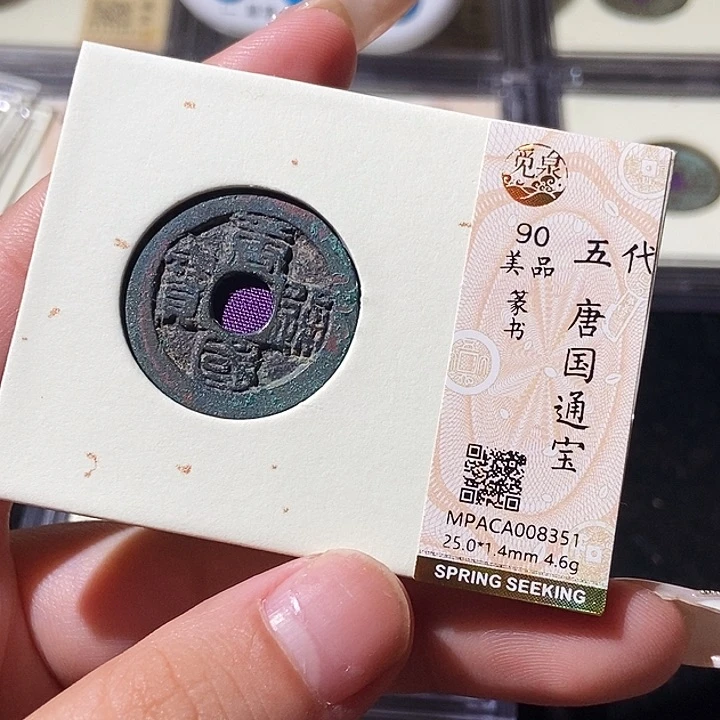 觅泉
五代
唐国通宝
90
美品
篆书
MPACA008351
25.0*1.4mm 4.6g
SPRING SEEKING